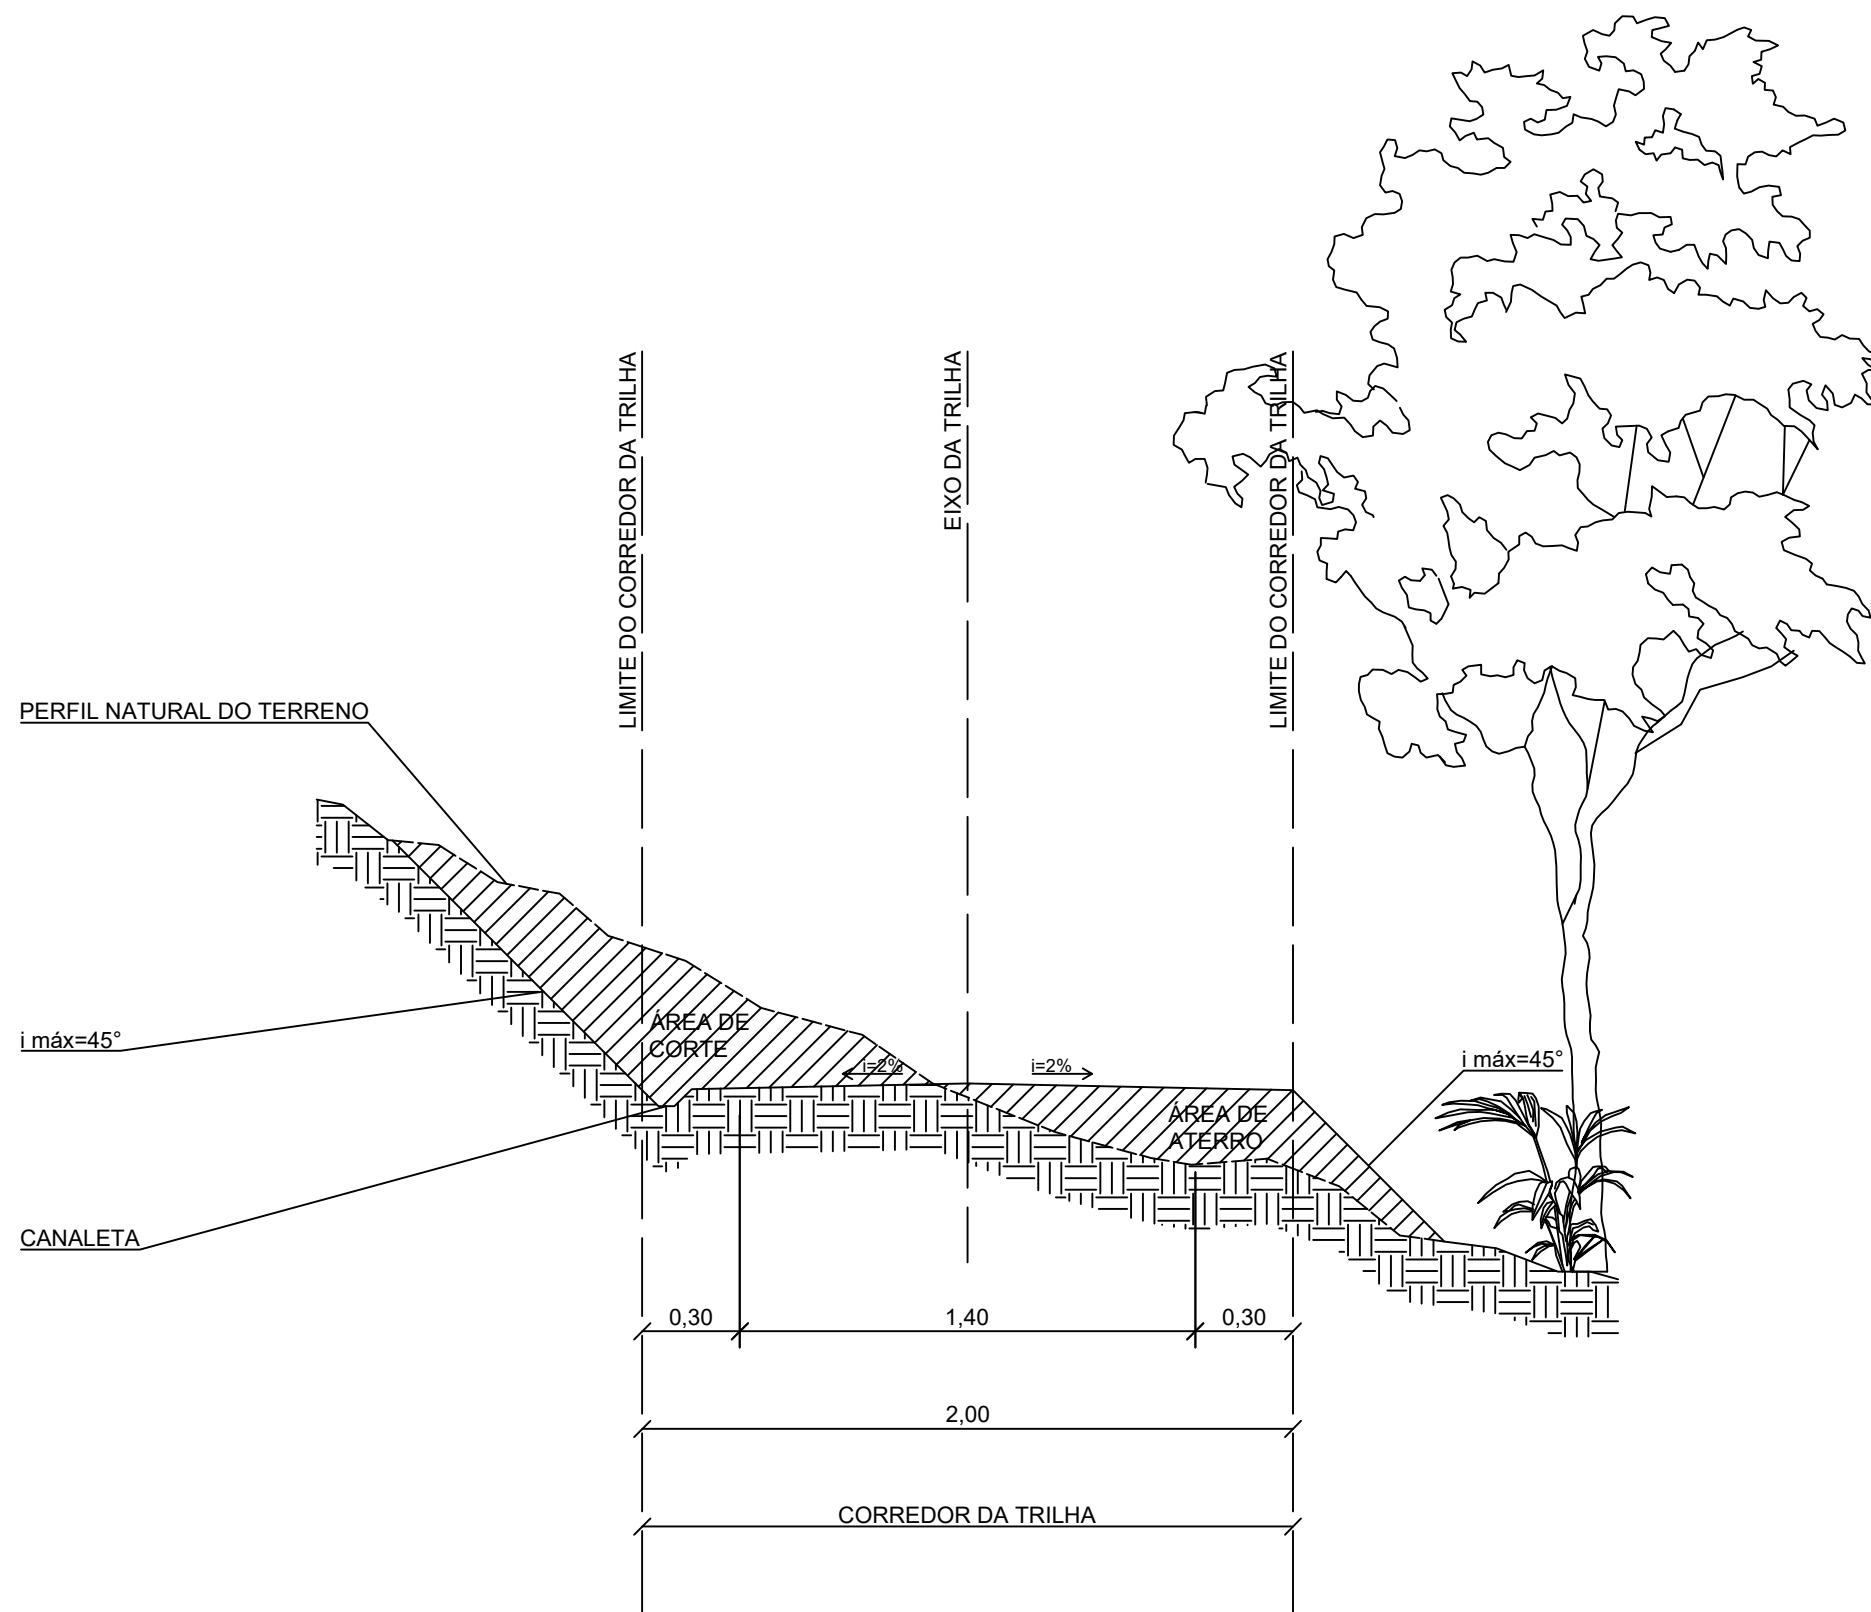 LIMITE DO CORREDOR DA TRILHA
EIXO DA TRILHA
LIMITE DO CORREDOR DA TRILHA
PERFIL NATURAL DO TERRENO
i máx=45°
ÁREA DE
CORTE
i=2%
i=2%
i máx=45°
ÁREA DE
ATERRO
CANALETA
0,30
1,40
0,30
2,00
CORREDOR DA TRILHA